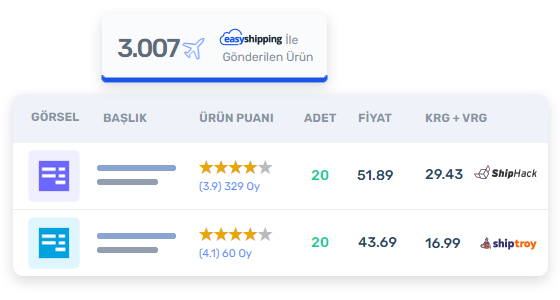 3.007 easyshipping İle
Gönderilen Ürün
GÖRSEL BAŞLIK ÜRÜN PUANI ADET FİYAT KRG + VRG
(3.9) 329 Oy 20 51.89 29.43 ShipHack
(4.1) 60 Oy 20 43.69 16.99 shiptroy